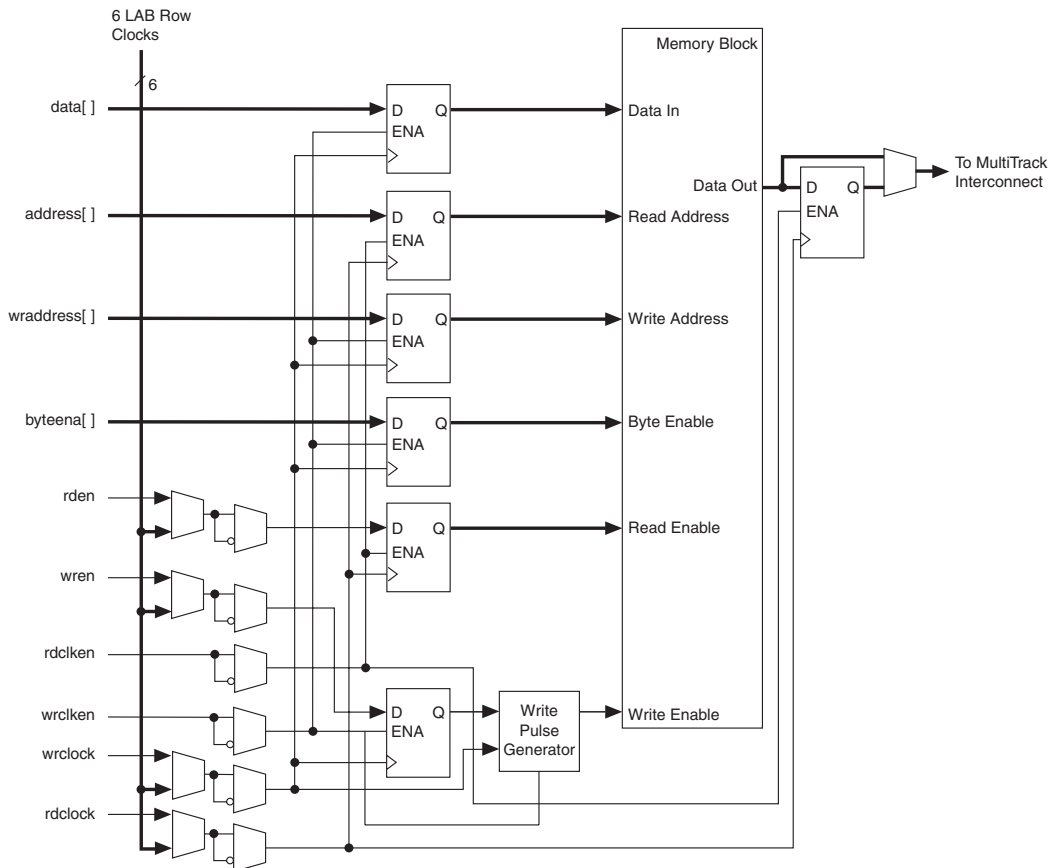 6 LAB Row
Clocks
6
Memory Block
data[ ]
D Q
ENA
Data In
To MultiTrack
Interconnect
Data Out
D Q
ENA
address[ ]
D Q
ENA
Read Address
wraddress[ ]
D Q
ENA
Write Address
byteena[ ]
D Q
ENA
Byte Enable
rden
D Q
ENA
Read Enable
wren
rdclken
wrclken
D Q
ENA
Write
Pulse
Generator
Write Enable
wrclock
rdclock